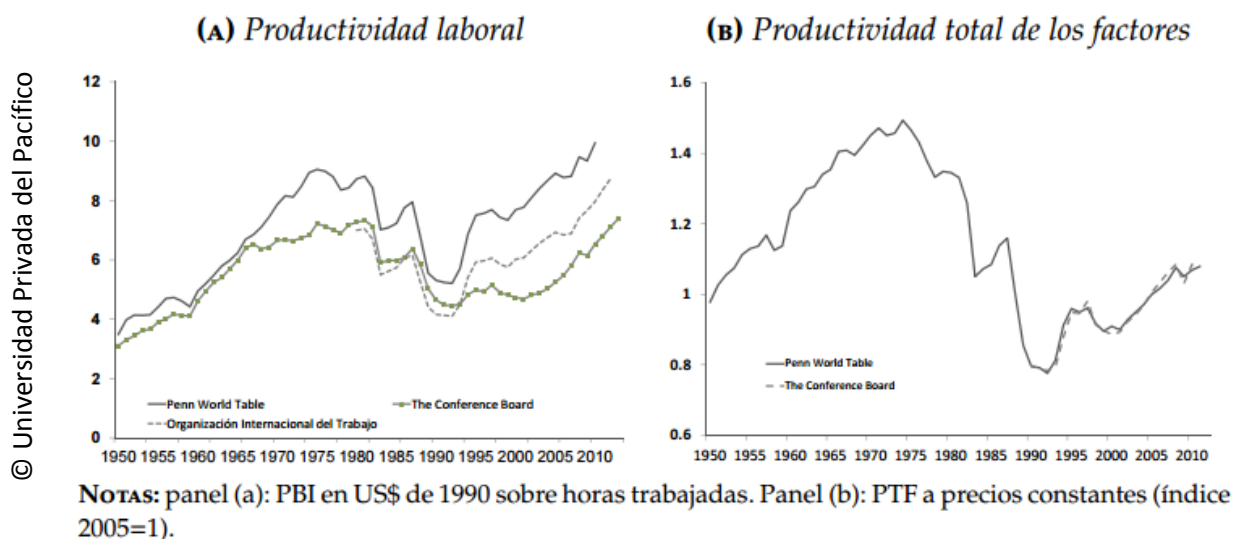 (A) Productividad laboral
12
10
8
6
4
2
0
Penn World Table
The Conference Board
Organización Internacional del Trabajo
1950 1955 1960 1965 1970 1975 1980 1985 1990 1995 2000 2005 2010
(B) Productividad total de los factores
1.6
1.4
1.2
1
0.8
0.6
Penn World Table
The Conference Board
1950 1955 1960 1965 1970 1975 1980 1985 1990 1995 2000 2005 2010
© Universidad Privada del Pacífico
NOTAS: panel (a): PBI en US$ de 1990 sobre horas trabajadas. Panel (b): PTF a precios constantes (índice
2005=1).